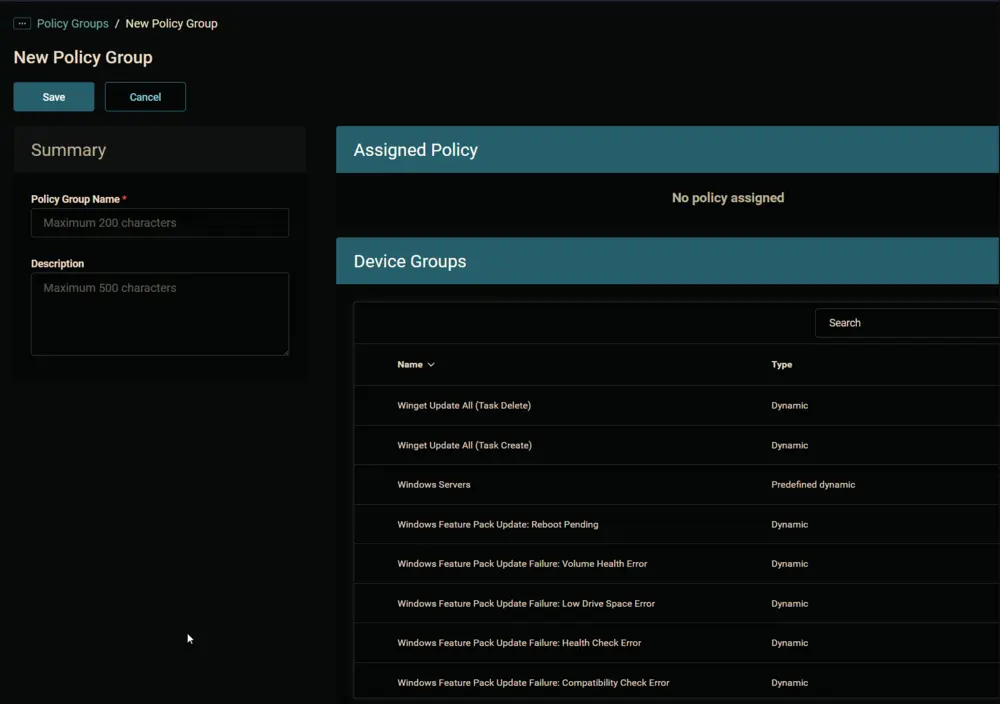 Policy Groups / New Policy Group
New Policy Group
Save Cancel
Summary
Policy Group Name *
Maximum 200 characters
Description
Maximum 500 characters
Assigned Policy
No policy assigned
Device Groups
Search
Name Type
Winget Update All (Task Delete) Dynamic
Winget Update All (Task Create) Dynamic
Windows Servers Predefined dynamic
Windows Feature Pack Update: Reboot Pending Dynamic
Windows Feature Pack Update Failure: Volume Health Error Dynamic
Windows Feature Pack Update Failure: Low Drive Space Error Dynamic
Windows Feature Pack Update Failure: Health Check Error Dynamic
Windows Feature Pack Update Failure: Compatibility Check Error Dynamic